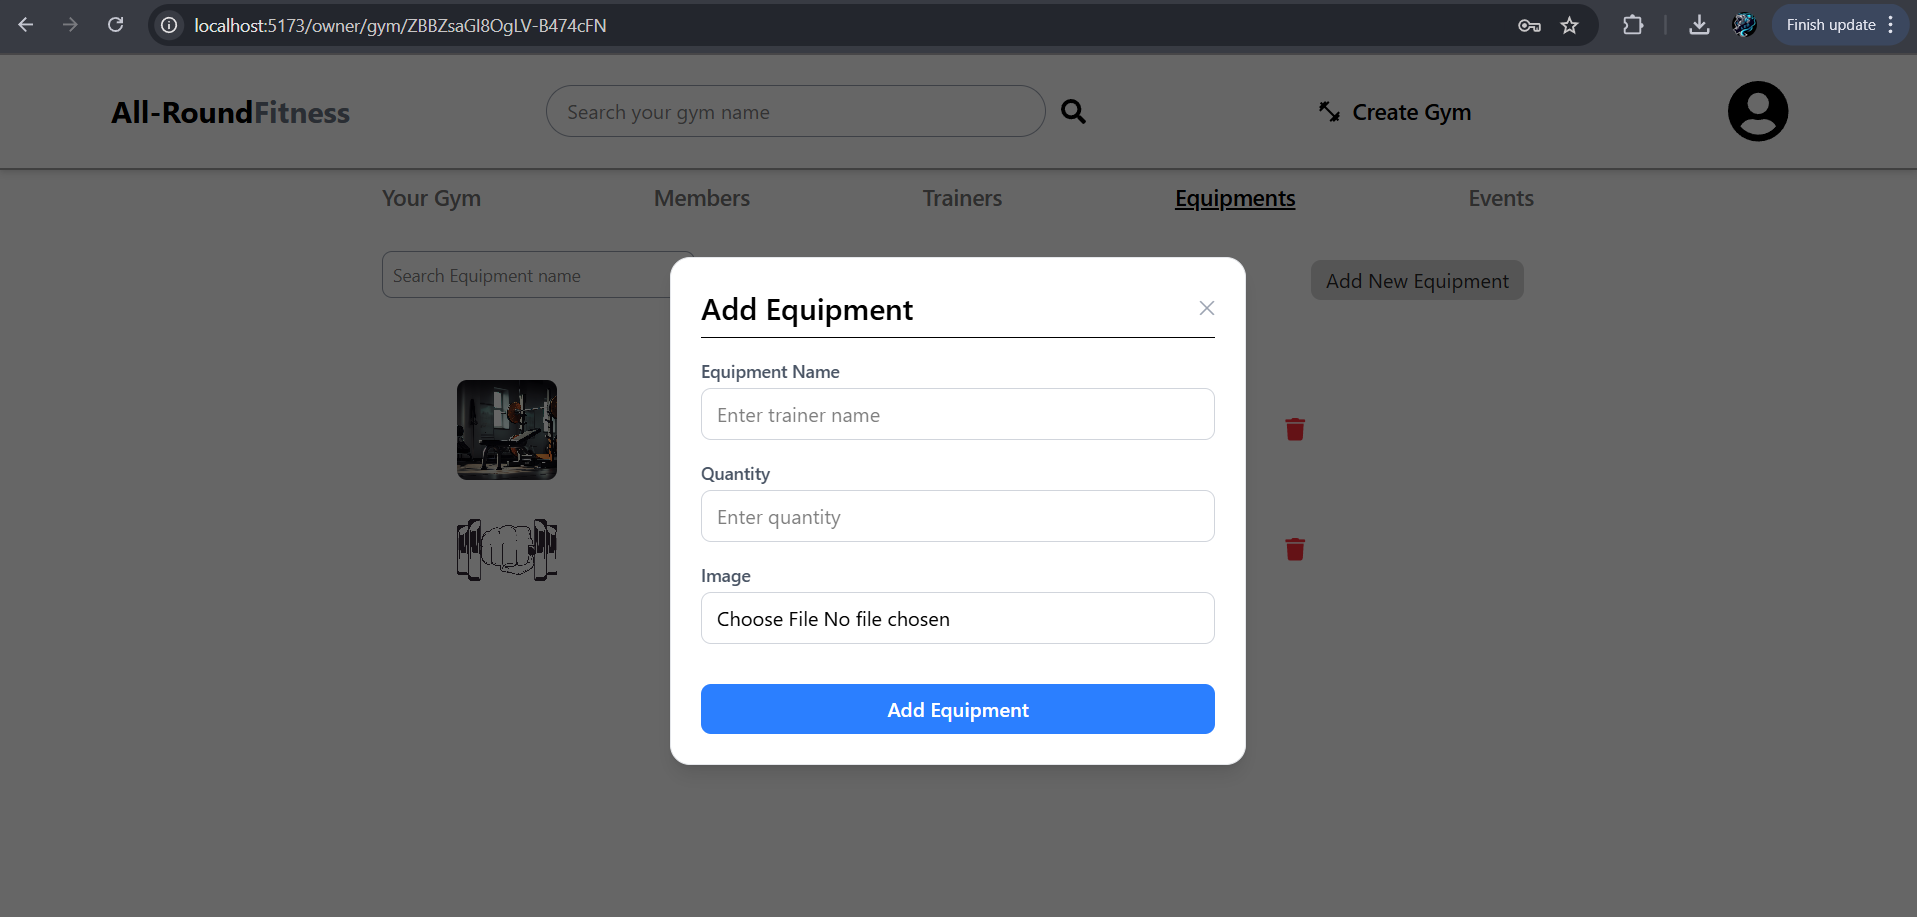 localhost:5173/owner/gym/ZBBZsaGI8OgLV-B474cFN
Finish update
All-RoundFitness
Search your gym name
Create Gym
Your Gym
Members
Trainers
Equipments
Events
Search Equipment name
Add New Equipment
Add Equipment
Equipment Name
Enter trainer name
Quantity
Enter quantity
Image
Choose File No file chosen
Add Equipment